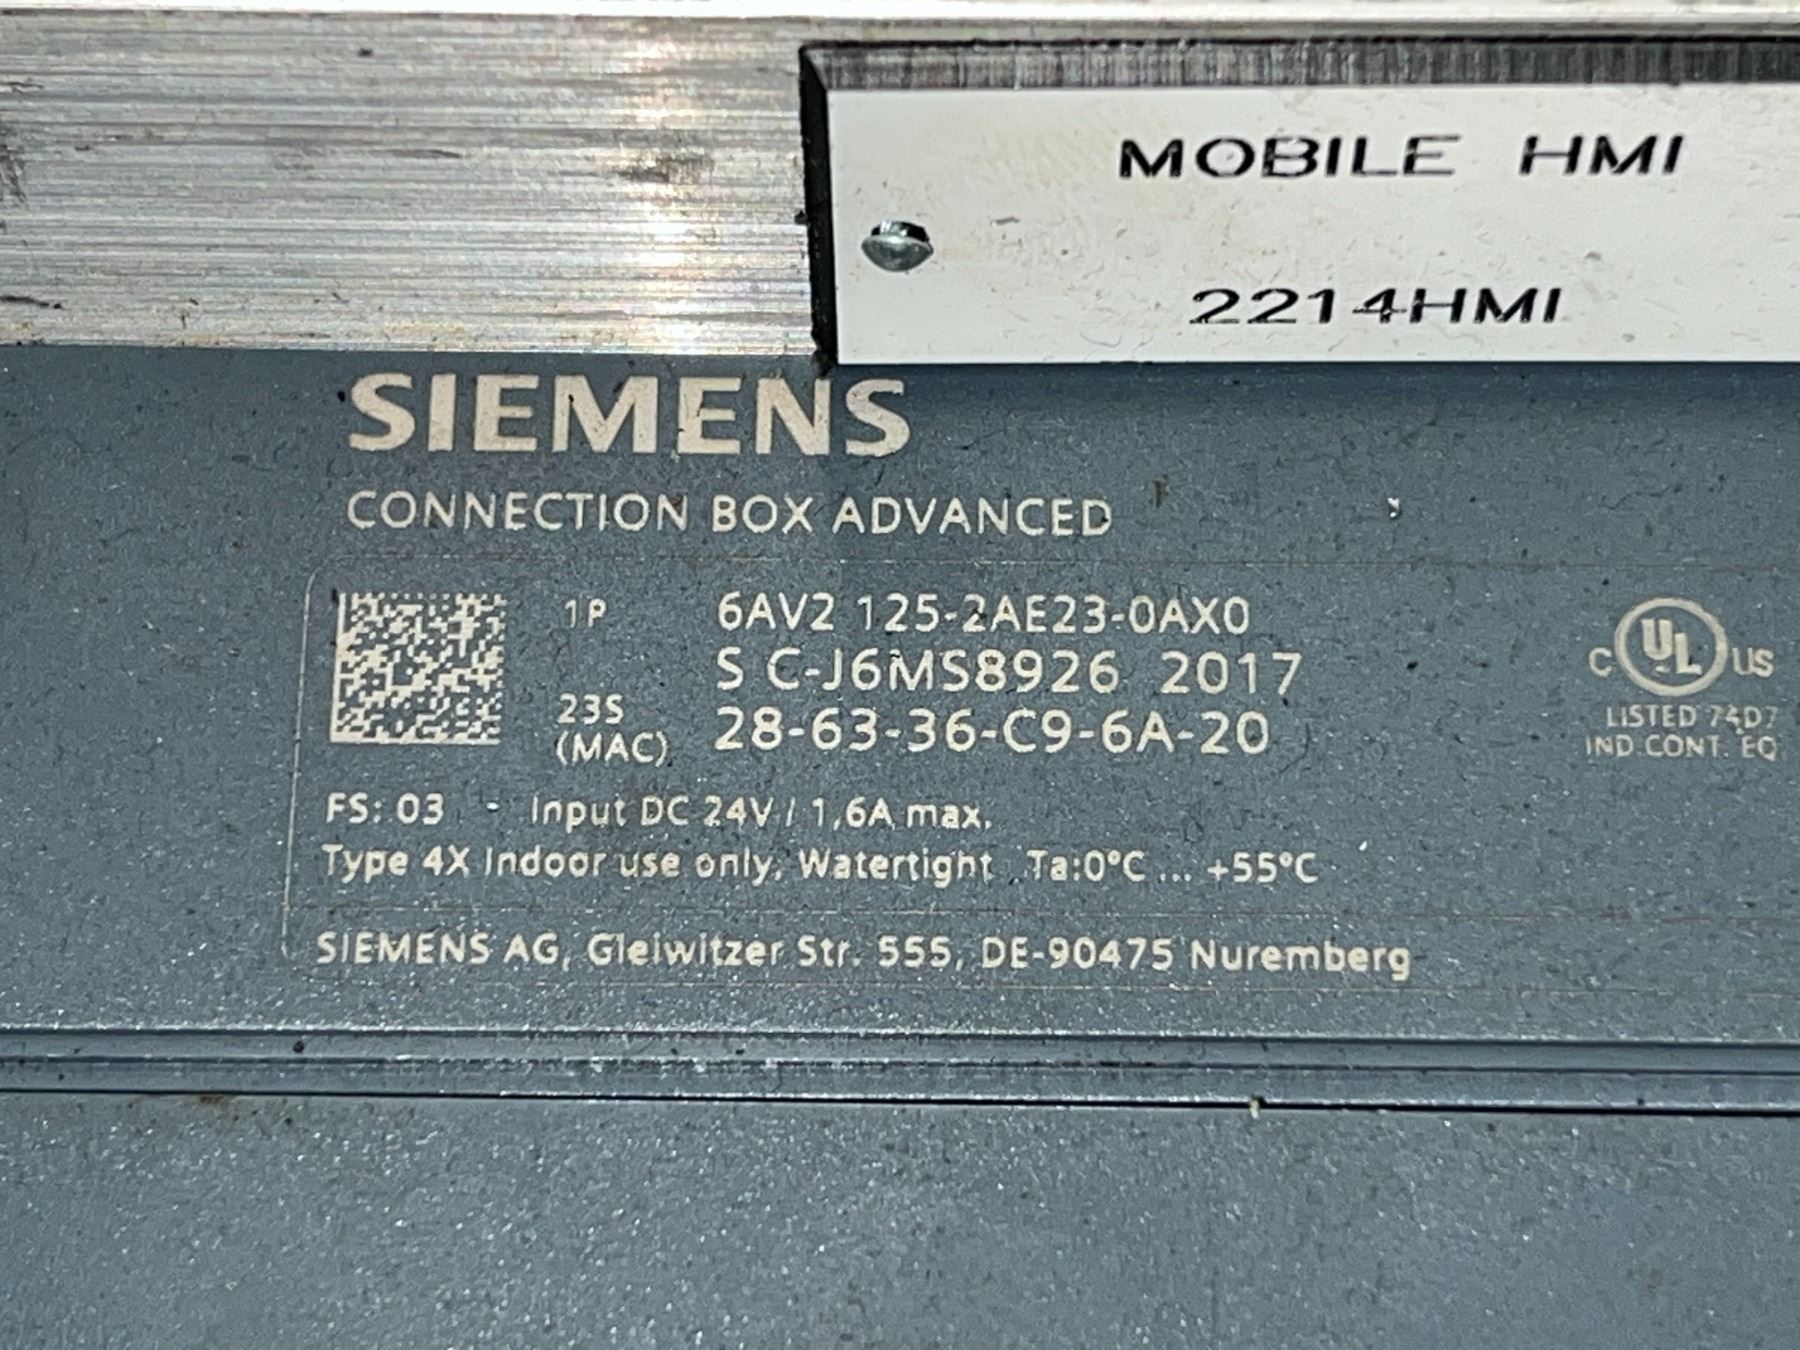 MOBILE HMI
2214HMI
SIEMENS
CONNECTION BOX ADVANCED
1P 6AV2 125-2AE23-0AX0
S C-J6MS8926 2017
23S (MAC) 28-63-36-C9-6A-20
C UL US
LISTED 74D7
IND.CONT. EQ
FS: 03 - Input DC 24V / 1,6A max.
Type 4X Indoor use only, Watertight Ta:0°C ... +55°C
SIEMENS AG, Gleiwitzer Str. 555, DE-90475 Nuremberg